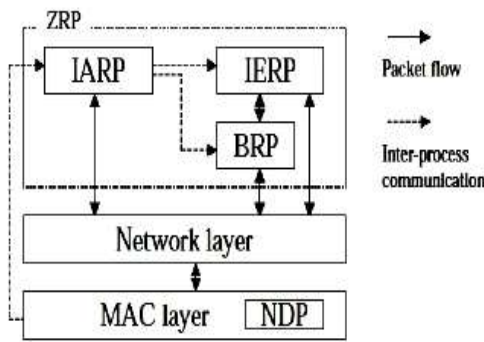 ZRP
IARP
IERP
BRP
Network layer
MAC layer
NDP
Packet flow
Inter-process
communication